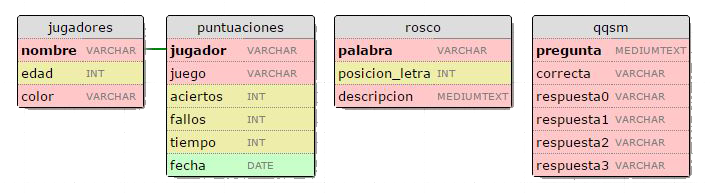 jugadores
nombre VARCHAR
edad INT
color VARCHAR
puntuaciones
jugador VARCHAR
juego VARCHAR
aciertos INT
fallos INT
tiempo INT
fecha DATE
rosco
palabra VARCHAR
posicion_letra INT
descripcion MEDIUMTEXT
qqsm
pregunta MEDIUMTEXT
correcta VARCHAR
respuesta0 VARCHAR
respuesta1 VARCHAR
respuesta2 VARCHAR
respuesta3 VARCHAR